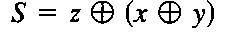 S = z ⊕ (x ⊕ y)